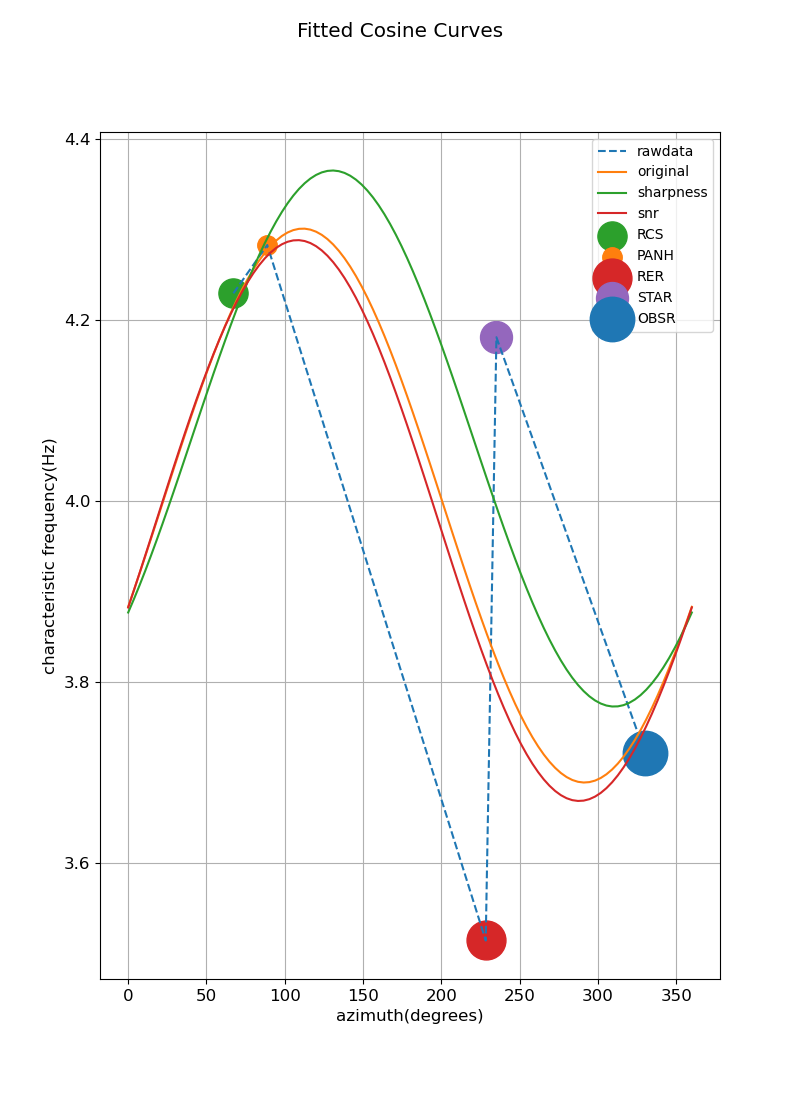 Fitted Cosine Curves
4.4
4.2
4.0
3.8
3.6
characteristic frequency(Hz)
rawdata
original
sharpness
snr
RCS
PANH
RER
STAR
OBSR
0 50 100 150 200 250 300 350
azimuth(degrees)